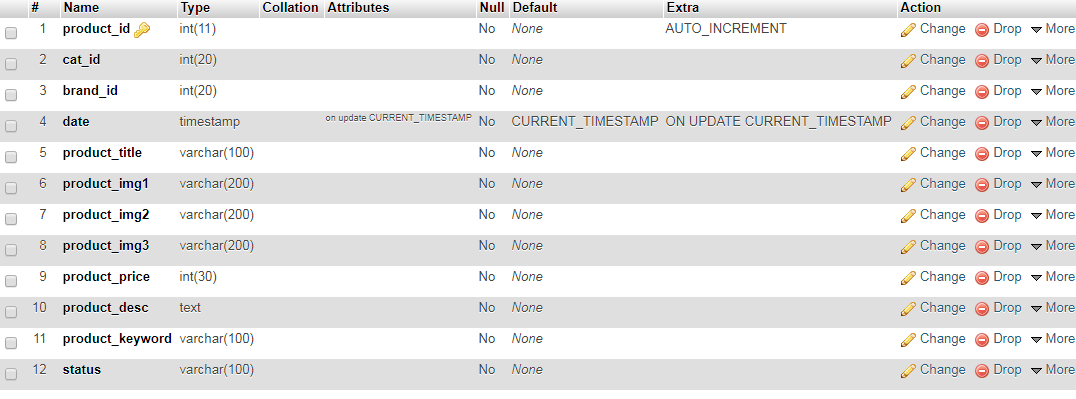 # Name Type Collation Attributes Null Default Extra Action
1 product_id int(11) No None AUTO_INCREMENT Change Drop More
2 cat_id int(20) No None Change Drop More
3 brand_id int(20) No None Change Drop More
4 date timestamp on update CURRENT_TIMESTAMP No CURRENT_TIMESTAMP ON UPDATE CURRENT_TIMESTAMP Change Drop More
5 product_title varchar(100) No None Change Drop More
6 product_img1 varchar(200) No None Change Drop More
7 product_img2 varchar(200) No None Change Drop More
8 product_img3 varchar(200) No None Change Drop More
9 product_price int(30) No None Change Drop More
10 product_desc text No None Change Drop More
11 product_keyword varchar(100) No None Change Drop More
12 status varchar(100) No None Change Drop More